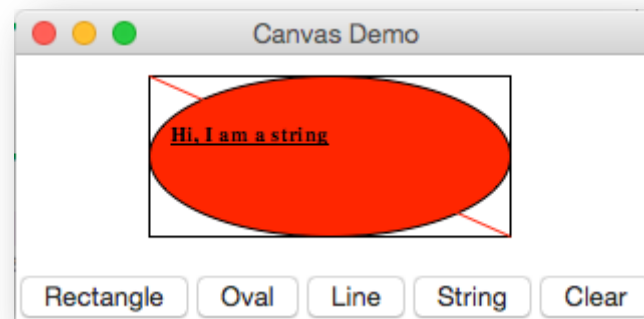 Canvas Demo
Hi, I am a string
Rectangle Oval Line String Clear